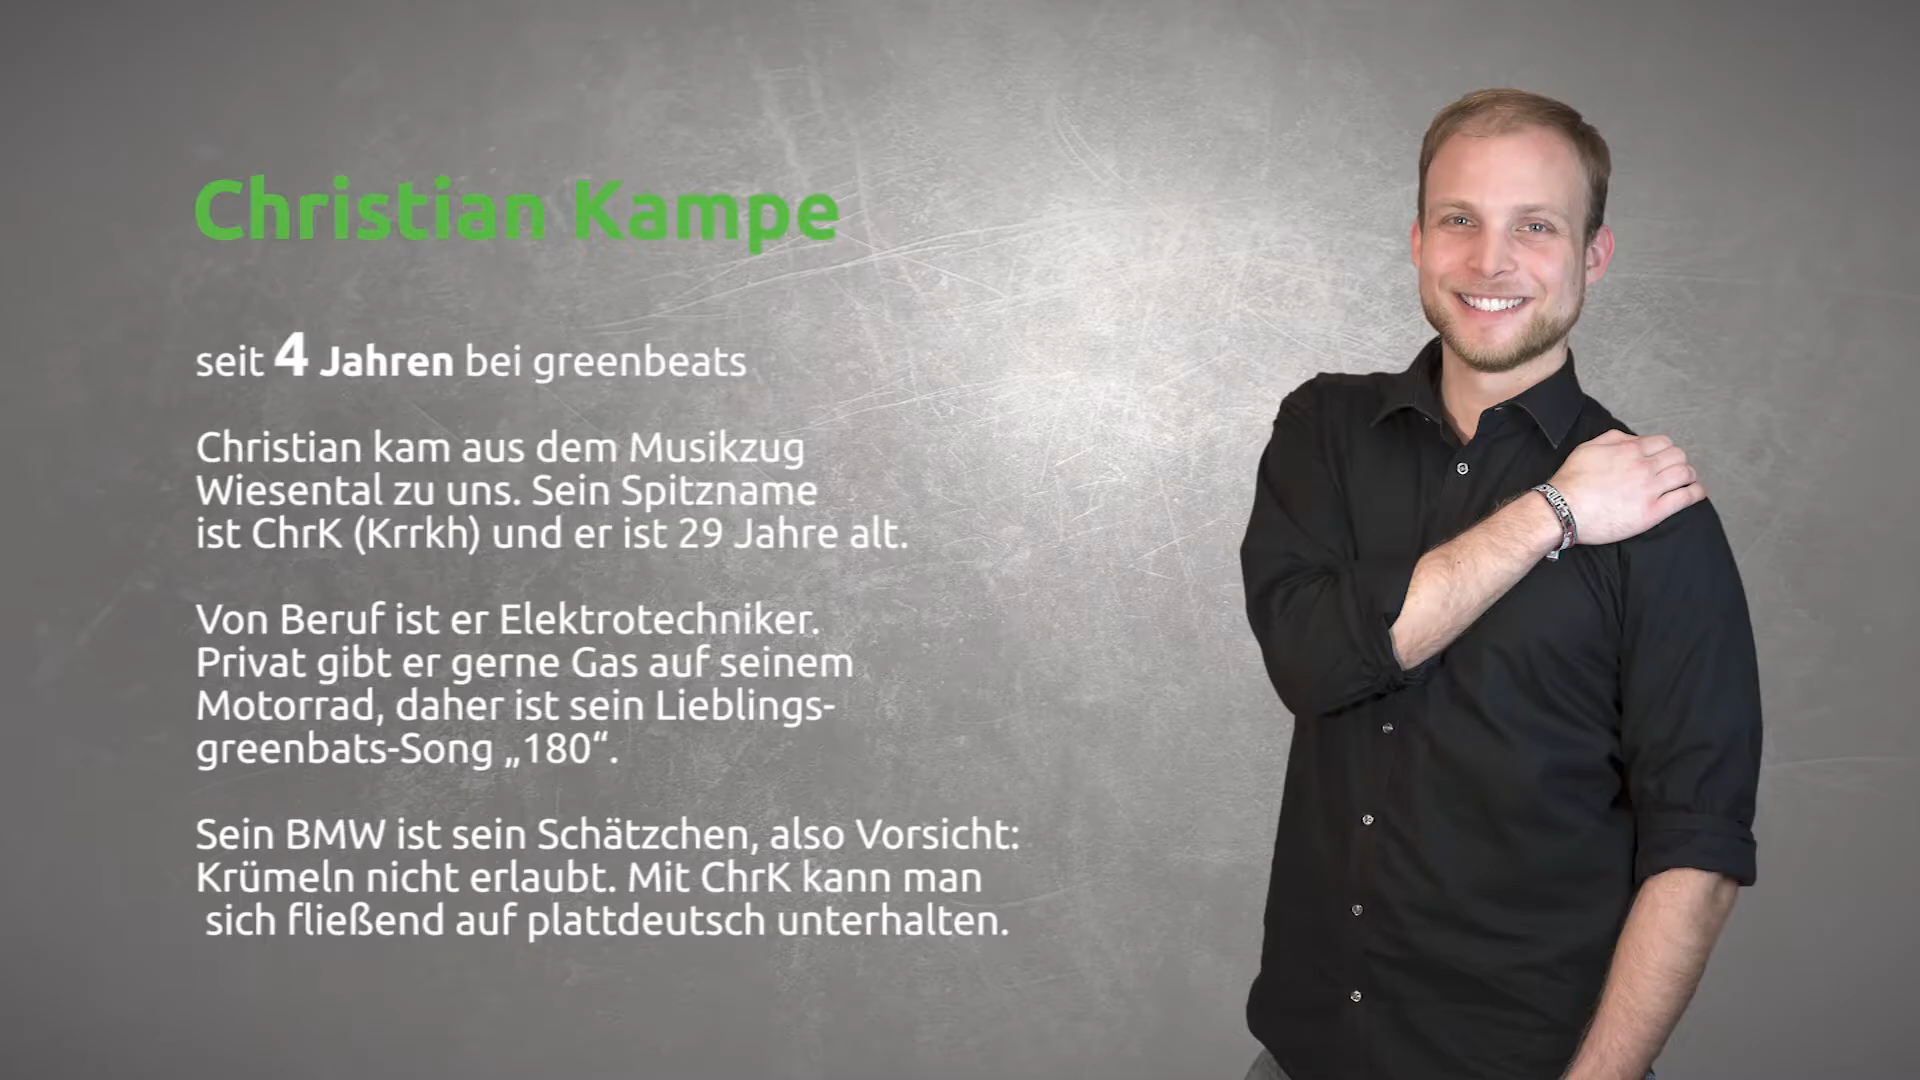 Christian Kampe
seit 4 Jahren bei greenbeats
Christian kam aus dem Musikzug
Wiesental zu uns. Sein Spitzname
ist ChrK (Krrkh) und er ist 29 Jahre alt.
Von Beruf ist er Elektrotechniker.
Privat gibt er gerne Gas auf seinem
Motorrad, daher ist sein Lieblings-
greenbats-Song „180“.
Sein BMW ist sein Schätzchen, also Vorsicht:
Krümeln nicht erlaubt. Mit ChrK kann man
sich fließend auf plattdeutsch unterhalten.